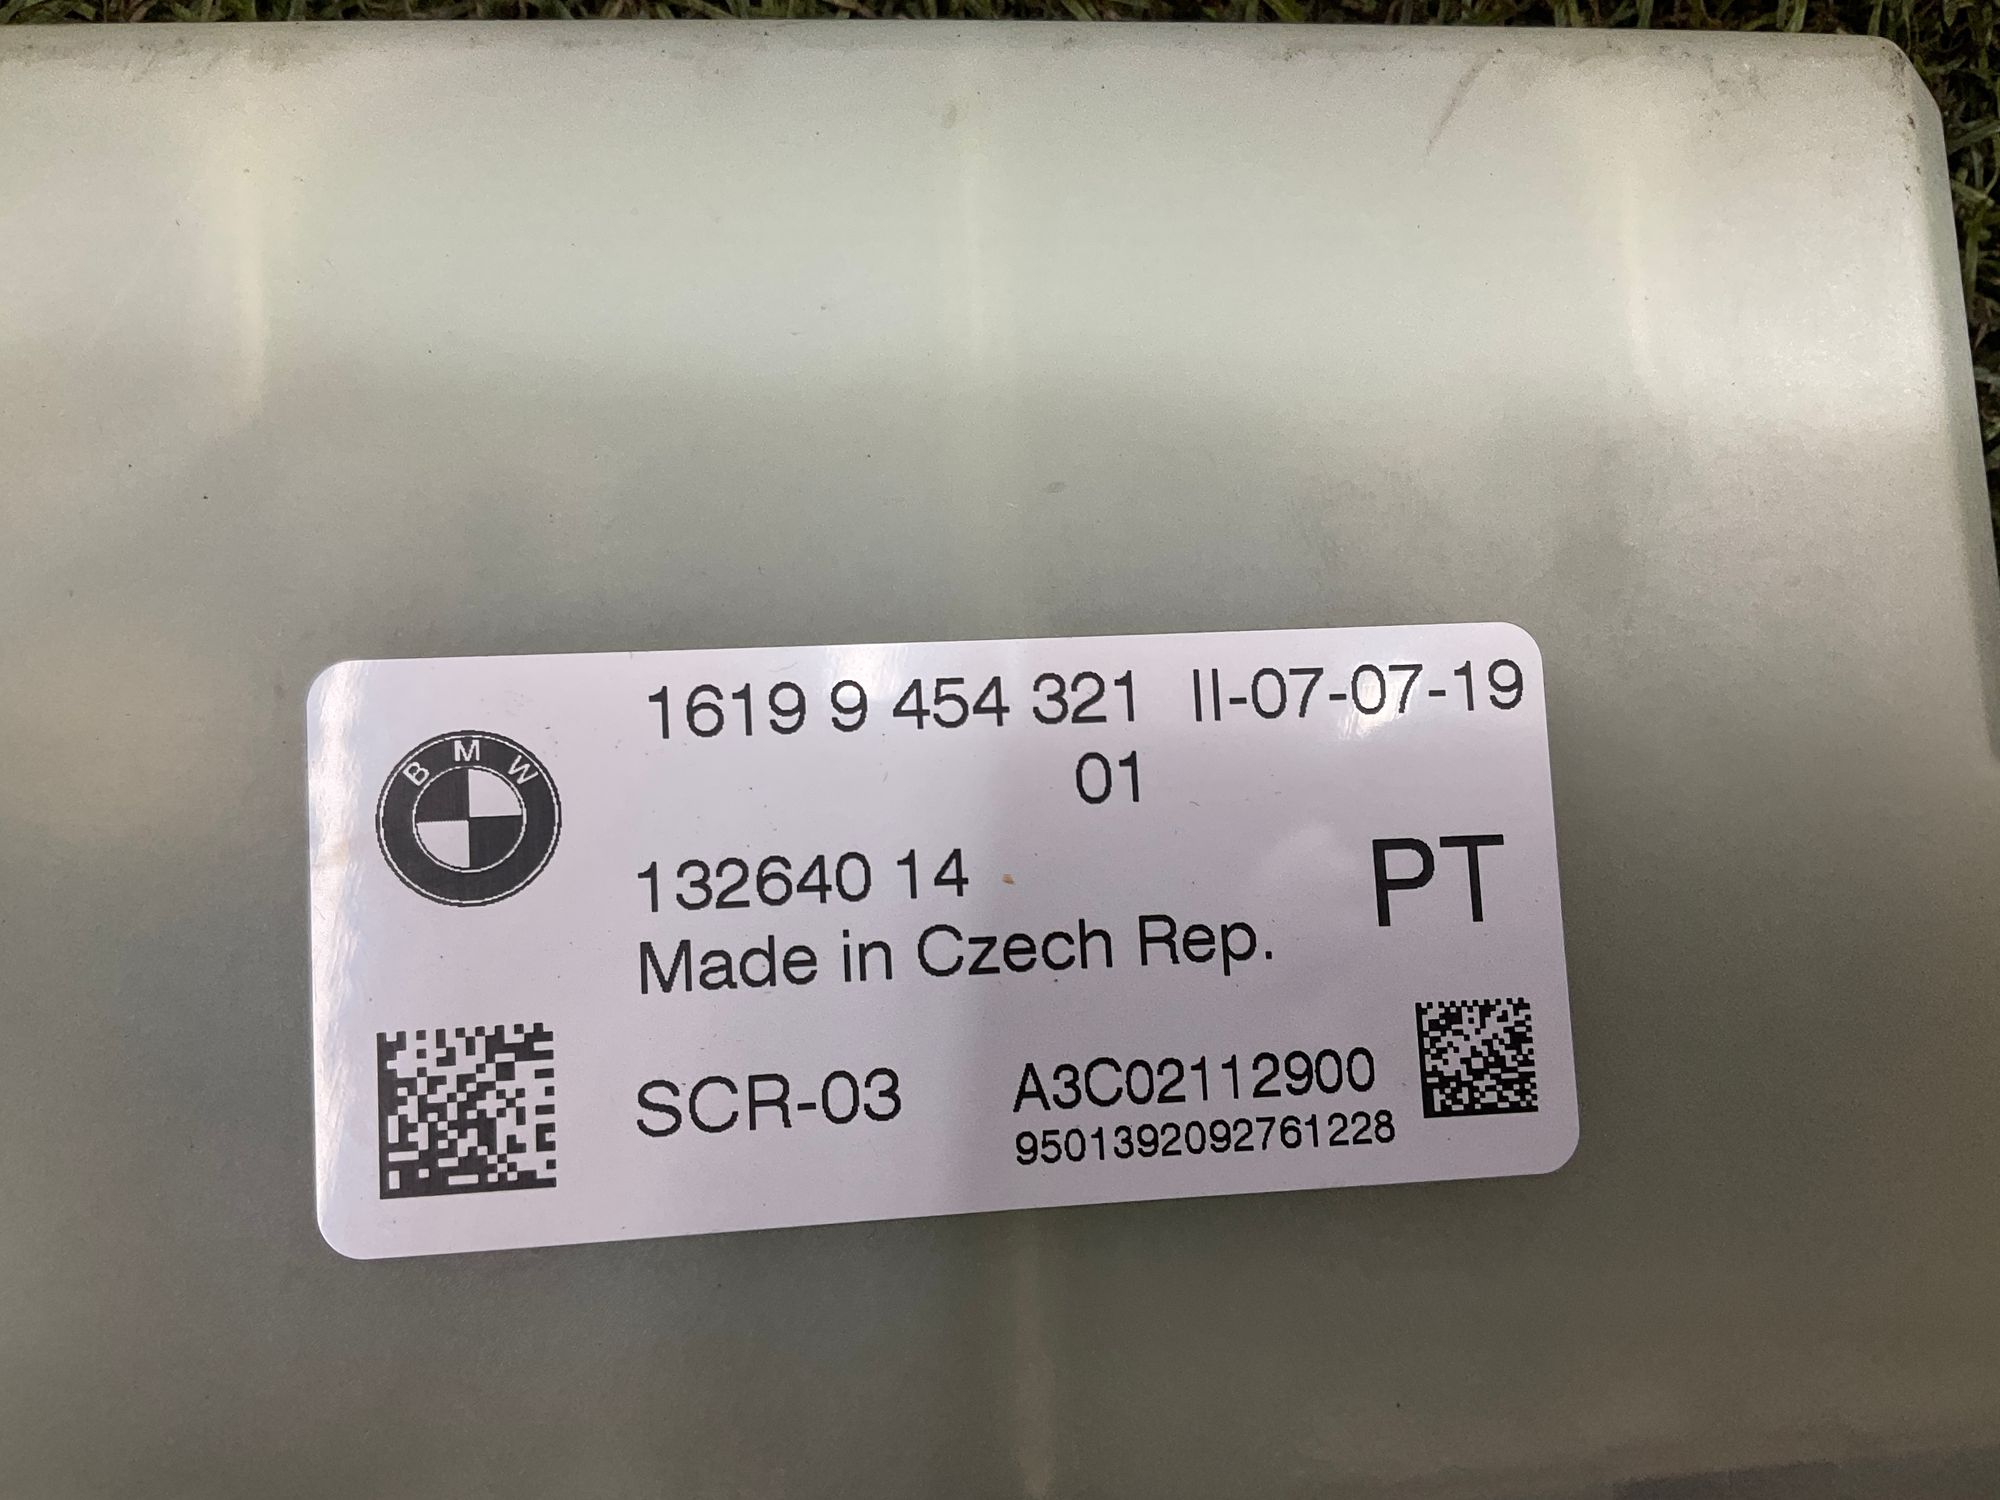 1619 9 454 321 II-07-07-19
01
BMW
132640 14
PT
Made in Czech Rep.
SCR-03
A3C02112900
9501392092761228